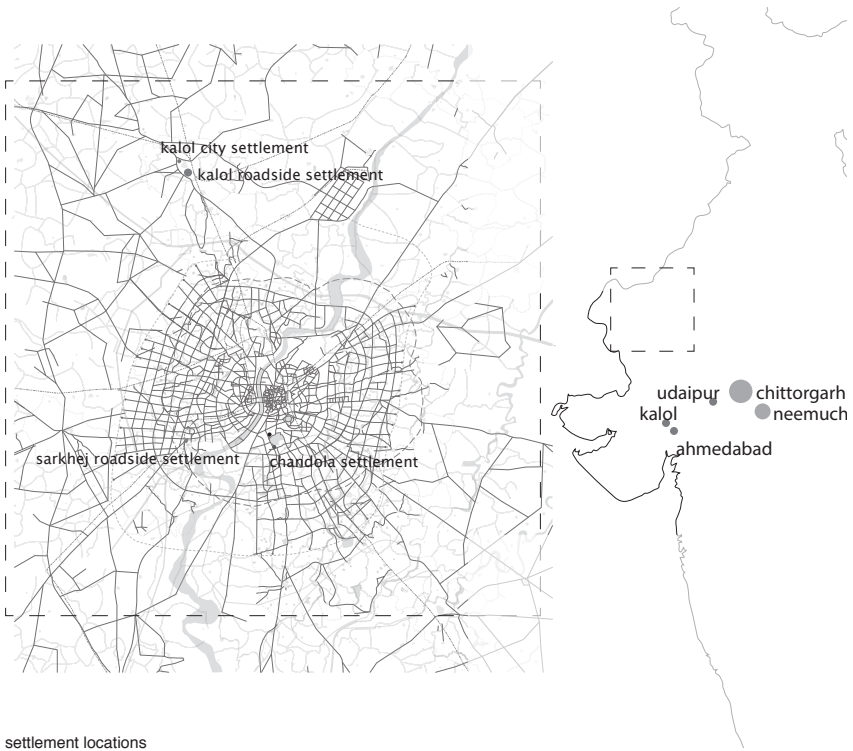 kalol city settlement
kalol roadside settlement
sarkhej roadside settlement
chandola settlement
udaipur
chittorgarh
kalol
neemuch
ahmedabad
settlement locations